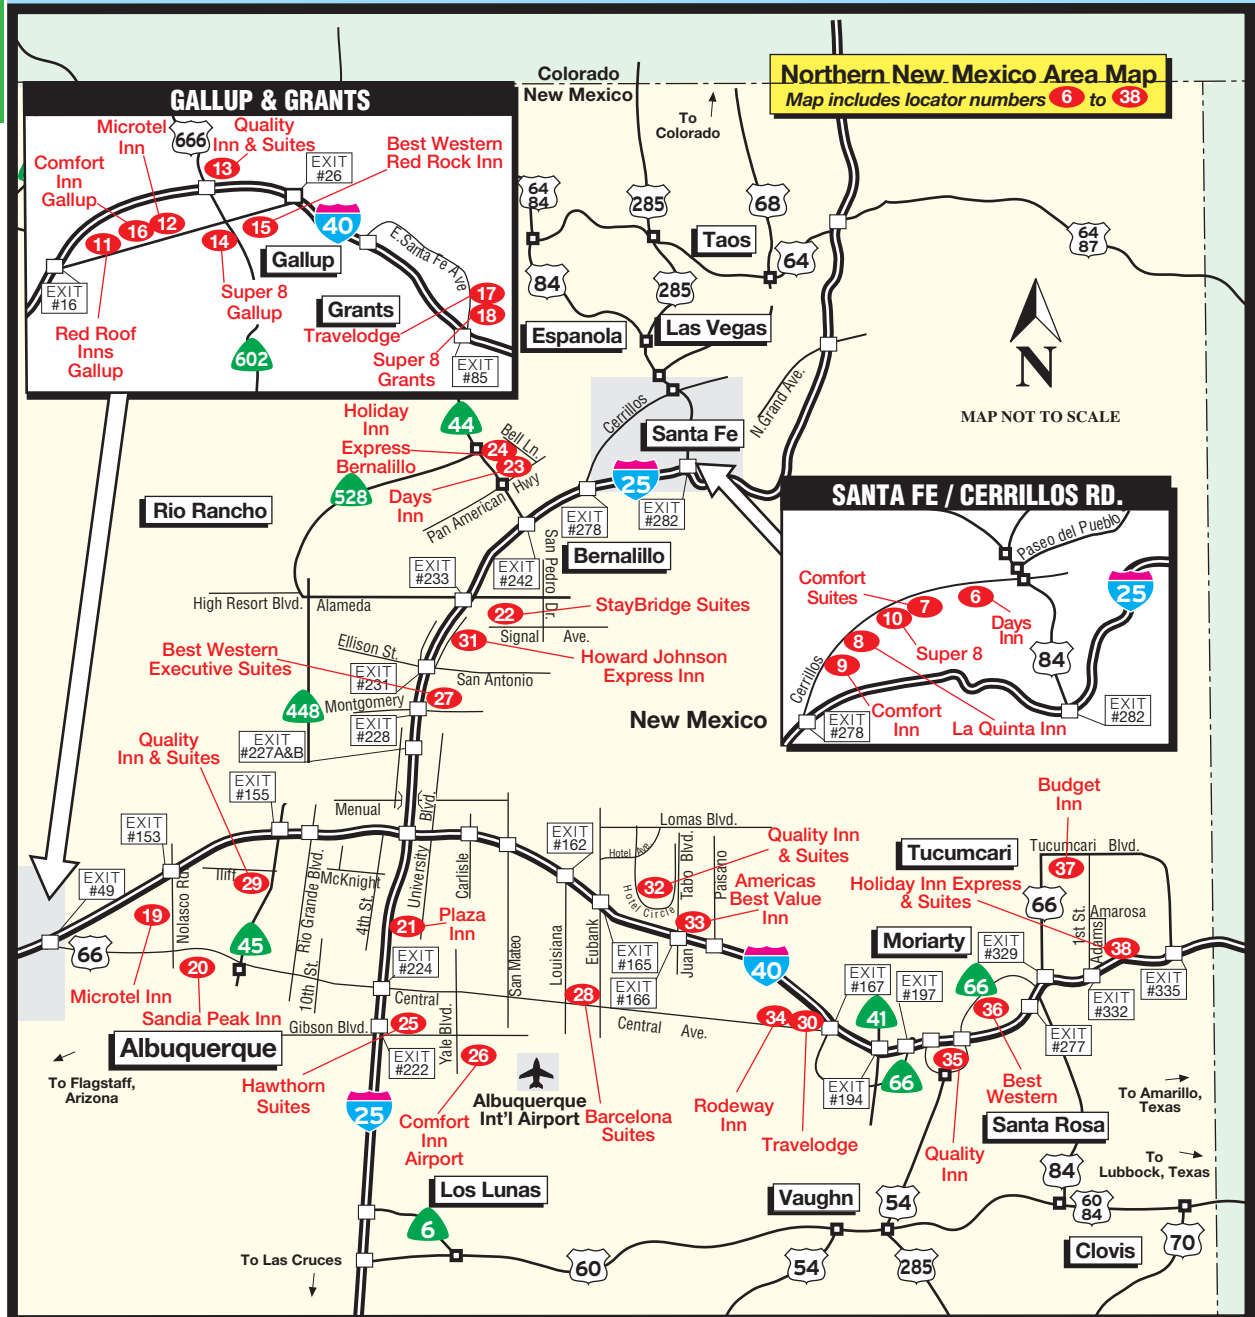 Colorado
New Mexico
To
Colorado
Northern New Mexico Area Map
Map includes locator numbers 6 to 38
GALLUP & GRANTS
Microtel
Inn
666
Quality
Inn & Suites
13
EXIT
#26
Best Western
Red Rock Inn
Comfort
Inn
Gallup
16
12
11
15
14
40
E.Santa Fe Ave
Gallup
EXIT
#16
Super 8
Gallup
Grants
17
18
Travelodge
Red Roof
Inns
Gallup
602
Super 8
Grants
EXIT
#85
64
84
285
68
Taos
64
64
87
84
285
Espanola
Las Vegas
N
MAP NOT TO SCALE
N.Grand Ave.
Cerrillos
Santa Fe
25
EXIT
#282
EXIT
#278
Holiday
Inn
Express
Bernalillo
44
Bell Ln.
24
23
528
Days
Inn
Pan American Hwy
Rio Rancho
Bernalillo
SANTA FE / CERRILLOS RD.
Paseo del Pueblo
Comfort
Suites
7
6
10
Days
Inn
25
8
Super 8
84
9
Cerrillos
Comfort
Inn
La Quinta Inn
EXIT
#278
EXIT
#282
EXIT
#233
EXIT
#242
San Pedro Dr.
High Resort Blvd.
Alameda
22
StayBridge Suites
Signal Ave.
31
Howard Johnson
Express Inn
Ellison St.
San Antonio
Best Western
Executive Suites
EXIT
#231
27
Montgomery
448
EXIT
#228
EXIT
#227A&B
New Mexico
Quality
Inn & Suites
EXIT
#155
Menual
Blvd.
EXIT
#153
EXIT
#162
Lomas Blvd.
Hotel Ave.
Hotel Circle
Juan Tabo Blvd.
Paisano
Quality Inn
& Suites
32
Americas
Best Value
Inn
33
Budget
Inn
Tucumcari Blvd.
Tucumcari
37
Holiday Inn Express
& Suites
66
1st St.
Adams
Amarosa
38
EXIT
#49
66
Nolasco Rd.
Iliff
29
19
20
45
Microtel Inn
Sandia Peak Inn
McKnight
Rio Grande Blvd.
10th St.
4th St.
University
Carlisle
21
Plaza
Inn
EXIT
#224
San Mateo
Louisiana
Eubank
EXIT
#165
EXIT
#166
40
Moriarty
EXIT
#329
EXIT
#167
EXIT
#197
66
41
36
EXIT
#335
EXIT
#332
EXIT
#277
Central
Central Ave.
28
34
30
Albuquerque
Gibson Blvd.
25
Yale Blvd.
26
EXIT
#222
Hawthorn
Suites
25
Comfort
Inn
Airport
Albuquerque
Int'l Airport
Barcelona
Suites
Rodeway
Inn
Travelodge
EXIT
#194
66
35
Best
Western
Quality
Inn
Santa Rosa
To Flagstaff,
Arizona
To Amarillo,
Texas
To
Lubbock, Texas
Los Lunas
6
Vaughn
54
84
60
84
Clovis
70
To Las Cruces
60
54
285